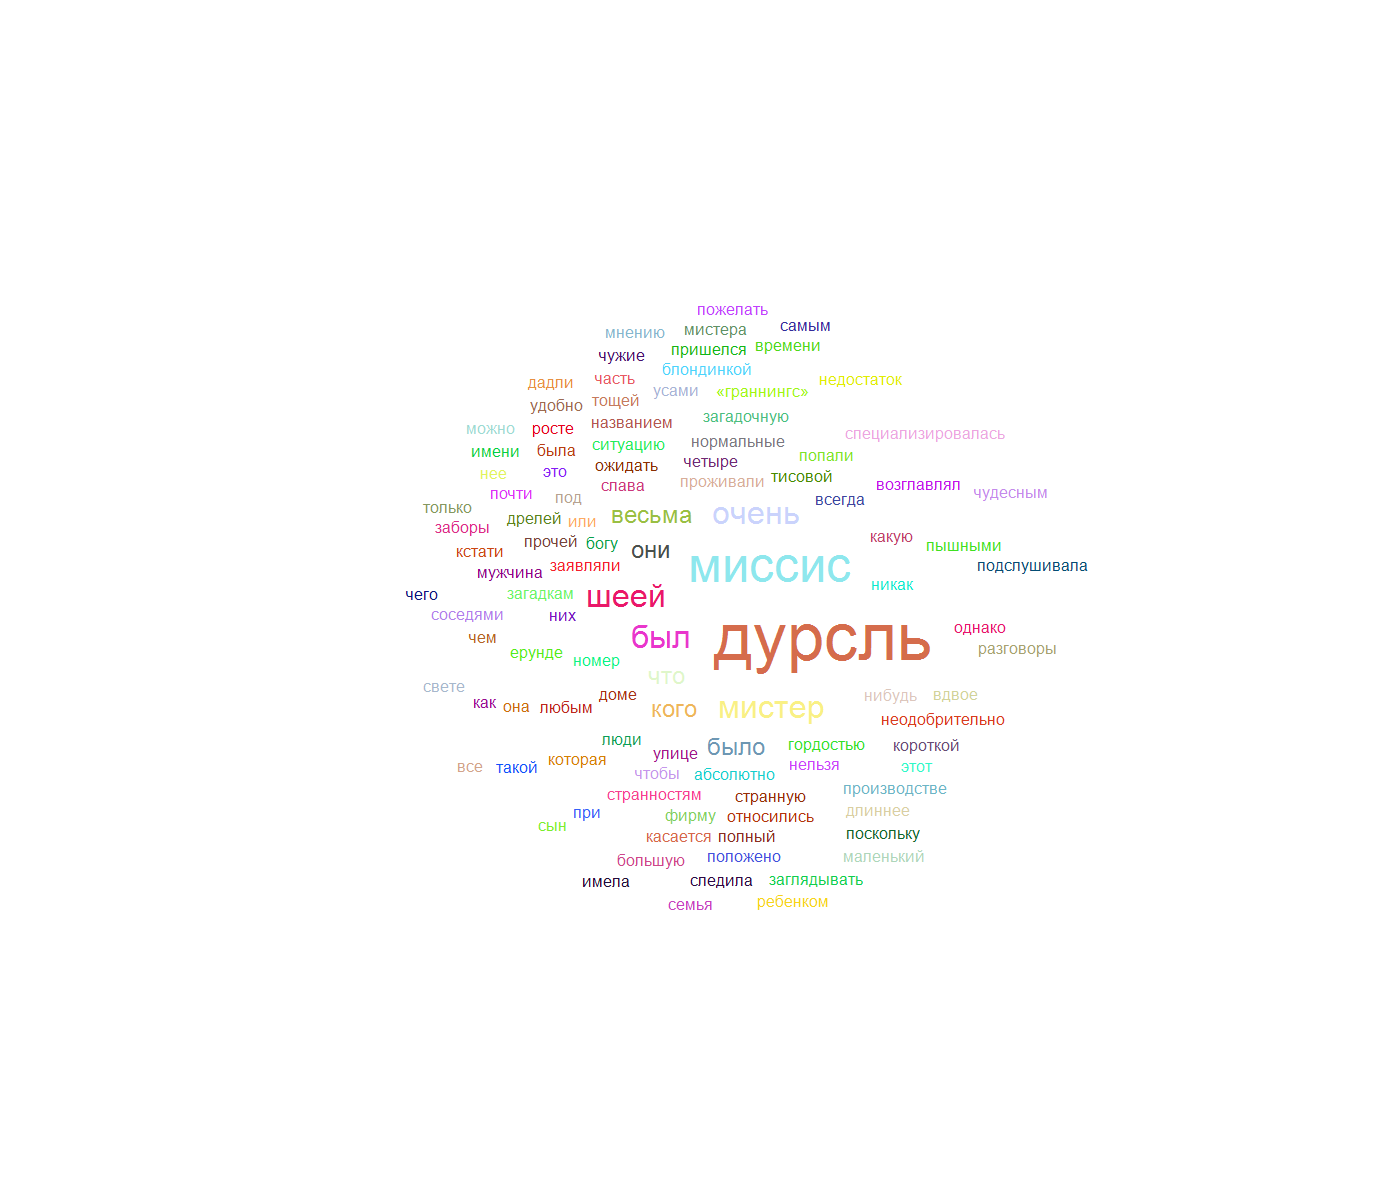 пожелать
мнению мистера самым
чужие пришелся времени
блондинкой
дадли часть усами «граннингс» недостаток
удобно тощей
можно росте названием загадочную
имени была ситуацию нормальные специализировалась
нее это ожидать четыре попали
почти под слава проживали тисовой возглавлял чудесным
только всегда
заборы дрелей или весьма очень
кстати прочей богу они какую пышными
мужчина заявляли миссис подслушивала
чего загадкам шеей никак
соседями них
чем был дурсль однако
ерунде номер разговоры
свете что
как она любым доме кого мистер нибудь вдвое
неодобрительно
люди улице было гордостью короткой
все такой которая чтобы абсолютно нельзя этот
странностям странную производстве
сын при фирму относились длиннее
касается полный поскольку
большую положено маленький
имела следила заглядывать
семья ребенком